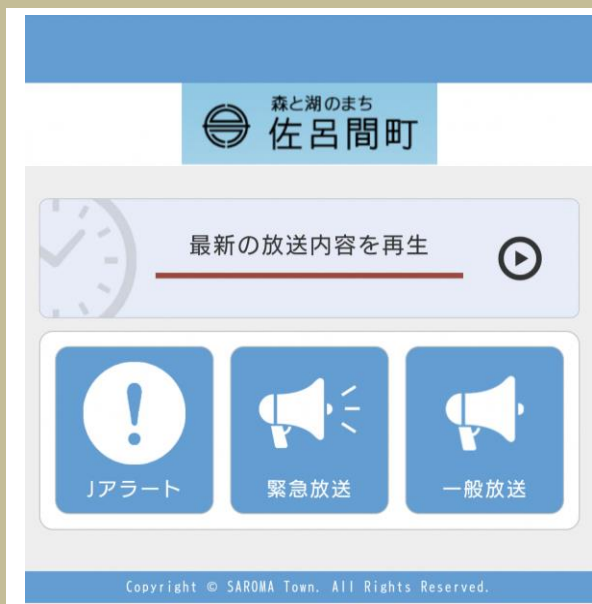 森と湖のまち
佐呂間町
最新の放送内容を再生
Jアラート
緊急放送
一般放送
Copyright © SAROMA Town. All Rights Reserved.